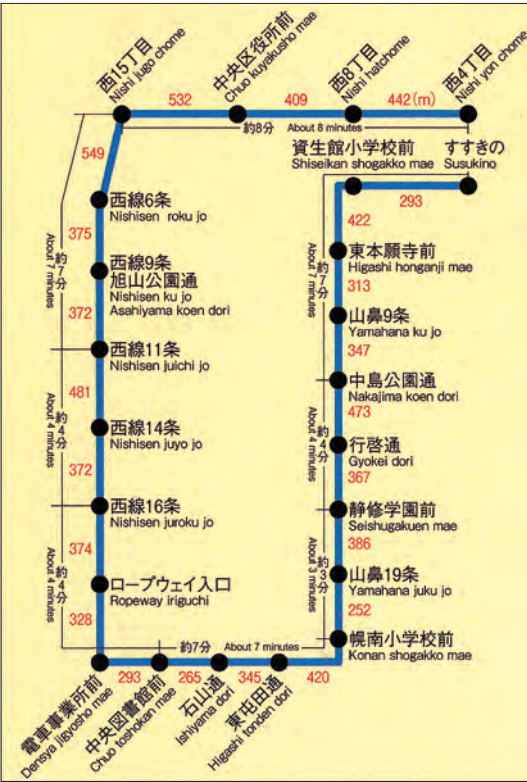 西15丁目
Nishi jugo chome
中央区役所前
Chuo kuyakusho mae
西8丁目
Nishi hatchome
西4丁目
Nishi yon chome
532
409
442(m)
約8分 About 8 minutes
549
西線6条
Nishisen roku jo
375
約7分
About 7 minutes
西線9条
旭山公園通
Nishisen ku jo
Asahiyama koen dori
372
西線11条
Nishisen juichi jo
481
約4分
About 4 minutes
西線14条
Nishisen juyo jo
372
西線16条
Nishisen juroku jo
374
約4分
About 4 minutes
ロープウェイ入口
Ropeway iriguchi
328
電車事業所前
Densya jigyosho mae
293
中央図書館前
Chuo toshokan mae
265
石山通
Ishiyama dori
345
東屯田通
Higashi tonden dori
420
約7分 About 7 minutes
資生館小学校前
Shiseikan shogakko mae
すすきの
Susukino
293
422
東本願寺前
Higashi honganji mae
約7分
About 7 minutes
313
山鼻9条
Yamahana ku jo
347
中島公園通
Nakajima koen dori
473
約4分
About 4 minutes
行啓通
Gyokei dori
367
静修学園前
Seishugakuen mae
386
約3分
About 3 minutes
山鼻19条
Yamahana juku jo
252
幌南小学校前
Konan shogakko mae